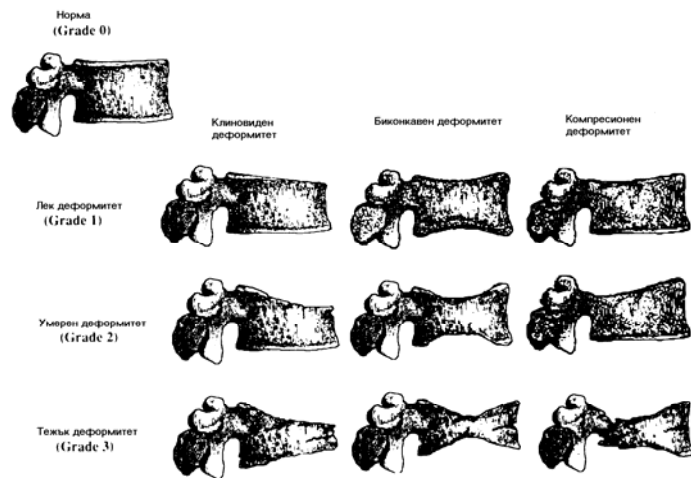 Норма
(Grade 0)
Клиновиден
деформитет
Биконкавен деформитет
Компресионен
деформитет
Лек деформитет
(Grade 1)
Умерен деформитет
(Grade 2)
Тежък деформитет
(Grade 3)